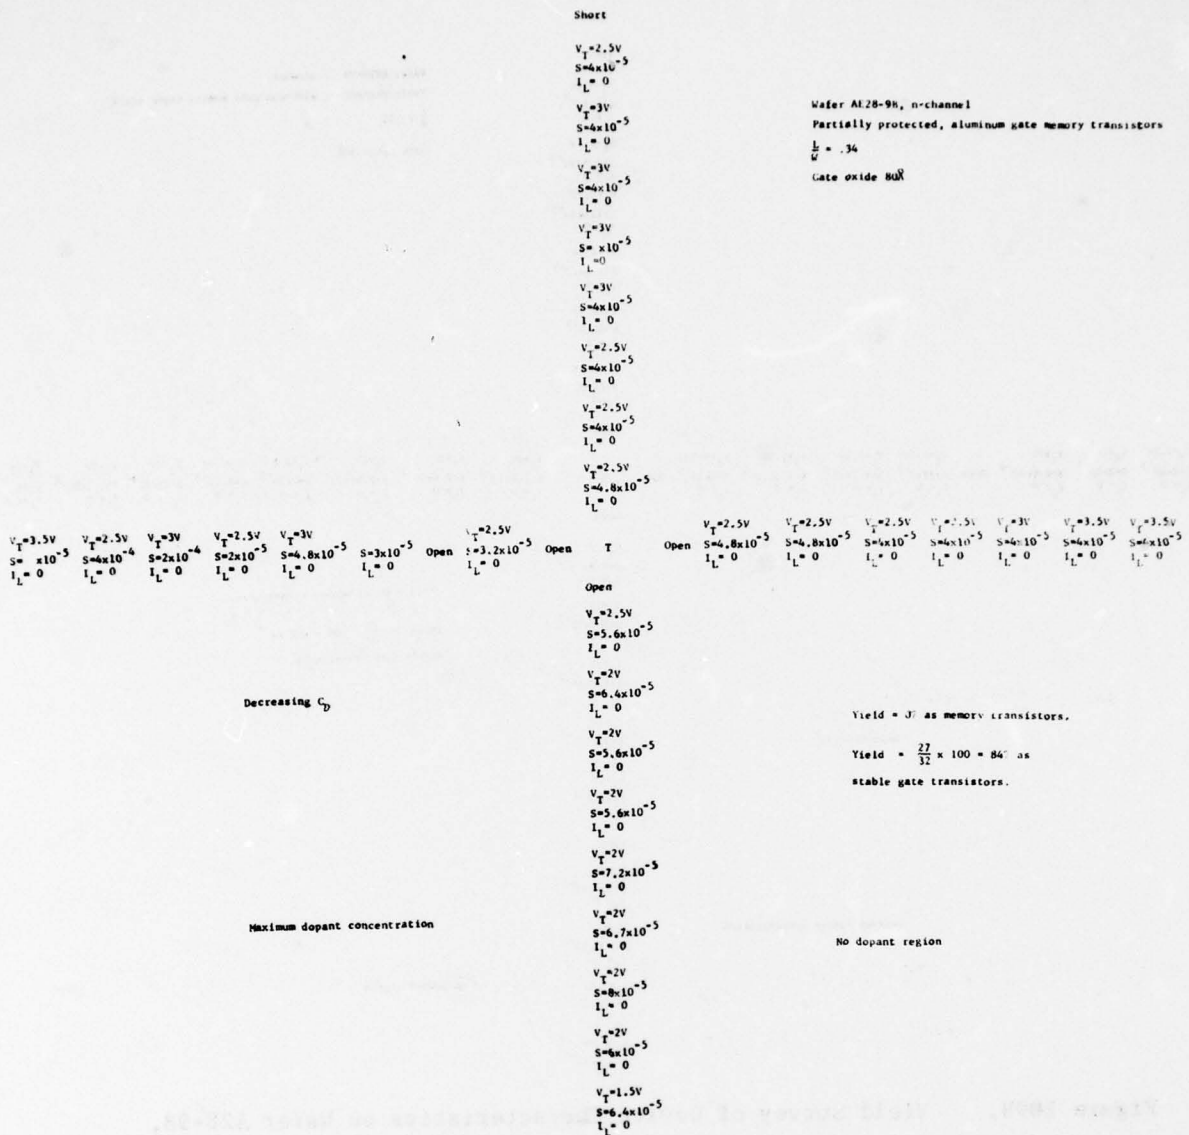 Short
V_T=2.5V
S=4x10^-5
I_L= 0
V_T=3V
S=4x10^-5
I_L= 0
V_T=3V
S=4x10^-5
I_L= 0
V_T=3V
S= x10^-5
I_L=0
V_T=3V
S=4x10^-5
I_L= 0
V_T=2.5V
S=4x10^-5
I_L= 0
V_T=2.5V
S=4x10^-5
I_L= 0
V_T=2.5V
S=4.8x10^-5
I_L= 0
Wafer n-channel
Partially protected, aluminum gate memory transistors
L/W = .34
Gate oxide
V_T=3.5V V_T=2.5V V_T=3V V_T=2.5V V_T=3V V_T=2.5V V_T=2.5V V_T=2.5V V_T=2.5V V_T=2.5V V_T=3V V_T=3.5V V_T=3.5V
S= x10^-5 S=4x10^-4 S=2x10^-4 S=2x10^-5 S=4.8x10^-5 S=3x10^-5 Open S=3.2x10^-5 Open T Open S=4.8x10^-5 S=4.8x10^-5 S=4x10^-5 S=4x10^-5 S=4x10^-5 S=4x10^-5
I_L= 0 I_L= 0 I_L= 0 I_L= 0 I_L= 0 I_L= 0 I_L= 0 I_L= 0 I_L= 0 I_L= 0 I_L= 0 I_L= 0 I_L= 0 I_L= 0
Open
V_T=2.5V
S=5.6x10^-5
I_L= 0
V_T=2V
S=6.4x10^-5
I_L= 0
V_T=2V
S=5.6x10^-5
I_L= 0
V_T=2V
S=5.6x10^-5
I_L= 0
V_T=2V
S=7.2x10^-5
I_L= 0
V_T=2V
S=6.7x10^-5
I_L= 0
V_T=2V
S=8x10^-5
I_L= 0
V_T=2V
S=6x10^-5
I_L= 0
V_T=1.5V
S=6.4x10^-5
I_L= 0
Decreasing C_D
Maximum dopant concentration
Yield = as memory transistors.
Yield = 27/32 x 100 = 84 as
stable gate transistors.
No dopant region